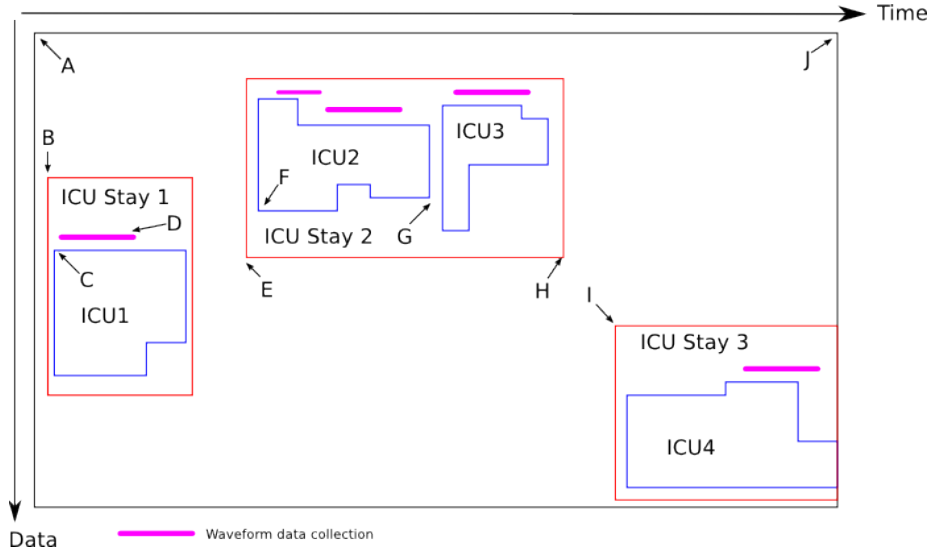 Time
A
J
B
ICU3
ICU2
F
ICU Stay 1
D
ICU Stay 2
G
C
E
H
I
ICU1
ICU Stay 3
ICU4
Data
Waveform data collection